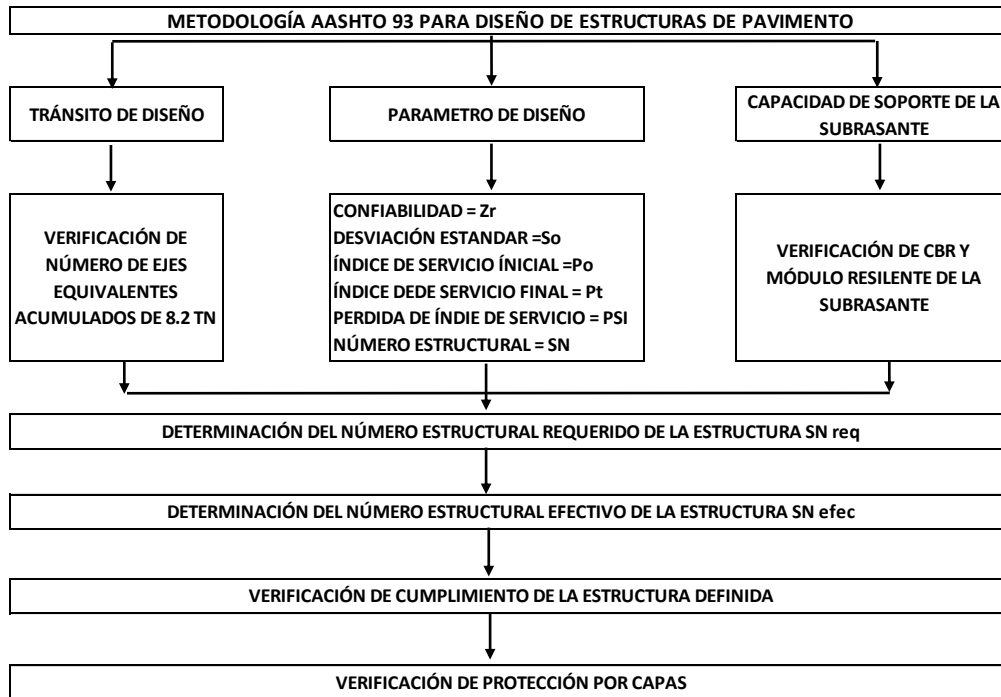 METODOLOGÍA AASHTO 93 PARA DISEÑO DE ESTRUCTURAS DE PAVIMENTO
TRÁNSITO DE DISEÑO
PARAMETRO DE DISEÑO
CAPACIDAD DE SOPORTE DE LA
SUBRASANTE
VERIFICACIÓN DE
NÚMERO DE EJES
EQUIVALENTES
ACUMULADOS DE 8.2 TN
CONFIABILIDAD = Zr
DESVIACIÓN ESTANDAR =So
ÍNDICE DE SERVICIO ÍNICIAL =Po
ÍNDICE DEDE SERVICIO FINAL = Pt
PERDIDA DE ÍNDIE DE SERVICIO = PSI
NÚMERO ESTRUCTURAL = SN
VERIFICACIÓN DE CBR Y
MÓDULO RESILENTE DE LA
SUBRASANTE
DETERMINACIÓN DEL NÚMERO ESTRUCTURAL REQUERIDO DE LA ESTRUCTURA SN req
DETERMINACIÓN DEL NÚMERO ESTRUCTURAL EFECTIVO DE LA ESTRUCTURA SN efec
VERIFICACIÓN DE CUMPLIMIENTO DE LA ESTRUCTURA DEFINIDA
VERIFICACIÓN DE PROTECCIÓN POR CAPAS